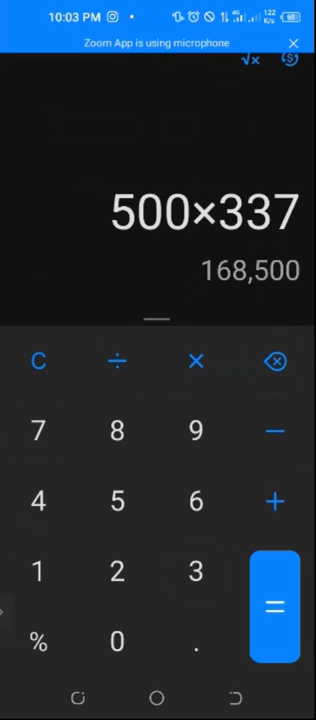 10:03 PM
122 K/s
Zoom App is using microphone
√x
500×337
168,500
C ÷ ×
7 8 9 −
4 5 6 +
1 2 3 =
% 0 .